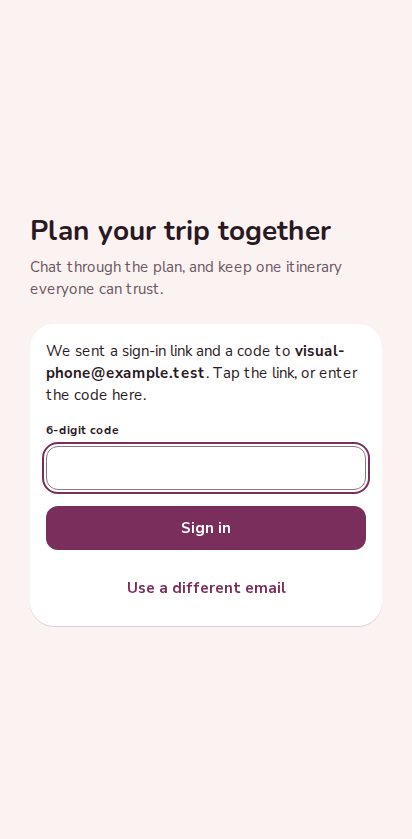 Plan your trip together
Chat through the plan, and keep one itinerary
everyone can trust.
We sent a sign-in link and a code to visual-
phone@example.test. Tap the link, or enter
the code here.
6-digit code
Sign in
Use a different email